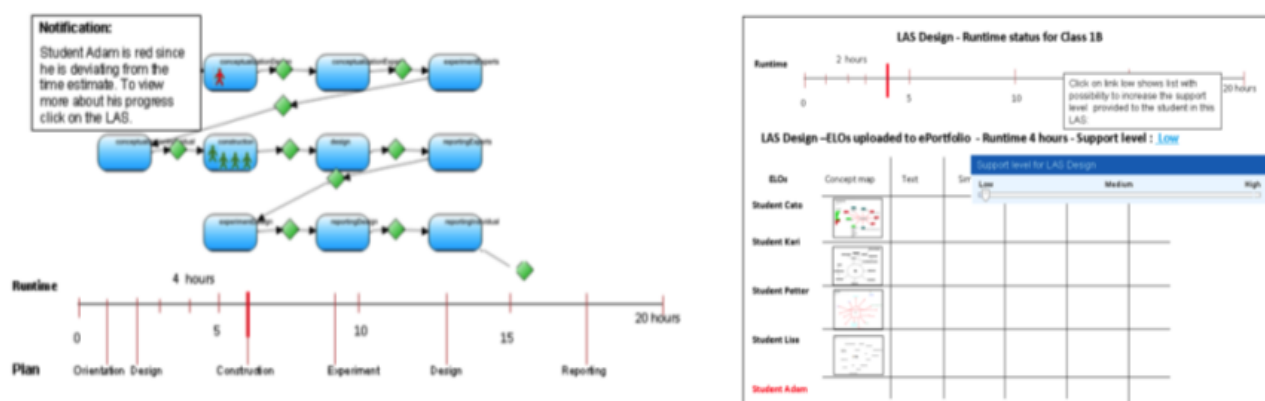 Notification:
Student Adam is red since
he is deviating from the
time estimate. To view
more about his progress
click on the LAS.
experimentExperts
construction
design
reportingExperts
reportingDesign
reportingIndividual
4 hours
Runtime
0
5
10
15
20 hours
Plan
Orientation Design Construction Experiment Design Reporting
LAS Design - Runtime status for Class 1B
Runtime
2 hours
0
5
10
20 hours
Click on link low shows list with
possibility to increase the support
level provided to the student in this
LAS:
LAS Design –ELOs uploaded to ePortfolio - Runtime 4 hours - Support level : Low
Support level for LAS Design
Low Medium High
ELOs Concept map Text
Student Cato
Student Kari
Student Petter
Student Lise
Student Adam